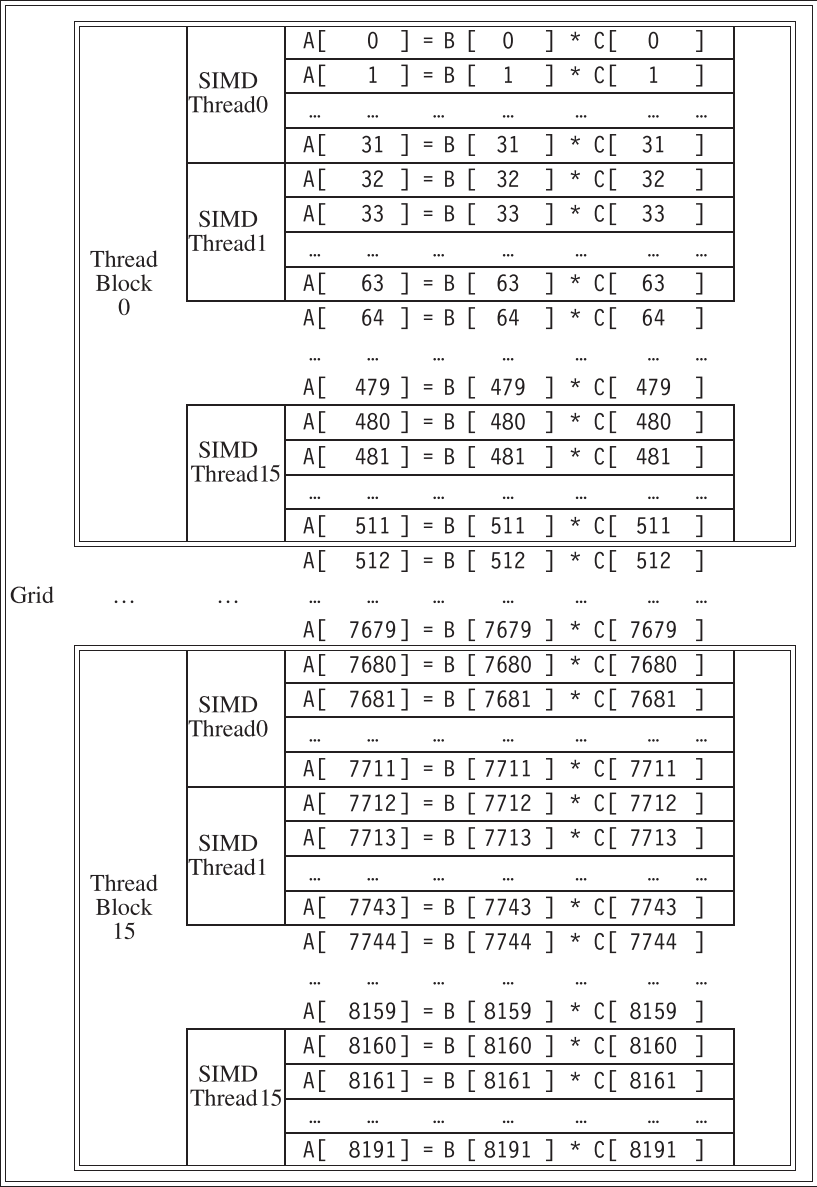 A[ 0 ] = B [ 0 ] * C[ 0 ]
SIMD
Thread0
A[ 1 ] = B [ 1 ] * C[ 1 ]
… … … … … … …
A[ 31 ] = B [ 31 ] * C[ 31 ]
A[ 32 ] = B [ 32 ] * C[ 32 ]
SIMD
Thread1
A[ 33 ] = B [ 33 ] * C[ 33 ]
… … … … … … …
Thread
Block
0
A[ 63 ] = B [ 63 ] * C[ 63 ]
A[ 64 ] = B [ 64 ] * C[ 64 ]
… … … … … … …
A[ 479 ] = B [ 479 ] * C[ 479 ]
A[ 480 ] = B [ 480 ] * C[ 480 ]
SIMD
Thread15
A[ 481 ] = B [ 481 ] * C[ 481 ]
… … … … … … …
A[ 511 ] = B [ 511 ] * C[ 511 ]
A[ 512 ] = B [ 512 ] * C[ 512 ]
Grid … … … … … … … … …
A[ 7679] = B [ 7679 ] * C[ 7679 ]
A[ 7680] = B [ 7680 ] * C[ 7680 ]
SIMD
Thread0
A[ 7681] = B [ 7681 ] * C[ 7681 ]
… … … … … … …
A[ 7711] = B [ 7711 ] * C[ 7711 ]
A[ 7712] = B [ 7712 ] * C[ 7712 ]
SIMD
Thread1
A[ 7713] = B [ 7713 ] * C[ 7713 ]
… … … … … … …
Thread
Block
15
A[ 7743] = B [ 7743 ] * C[ 7743 ]
A[ 7744] = B [ 7744 ] * C[ 7744 ]
… … … … … … …
A[ 8159] = B [ 8159 ] * C[ 8159 ]
A[ 8160] = B [ 8160 ] * C[ 8160 ]
SIMD
Thread15
A[ 8161] = B [ 8161 ] * C[ 8161 ]
… … … … … … …
A[ 8191] = B [ 8191 ] * C[ 8191 ]